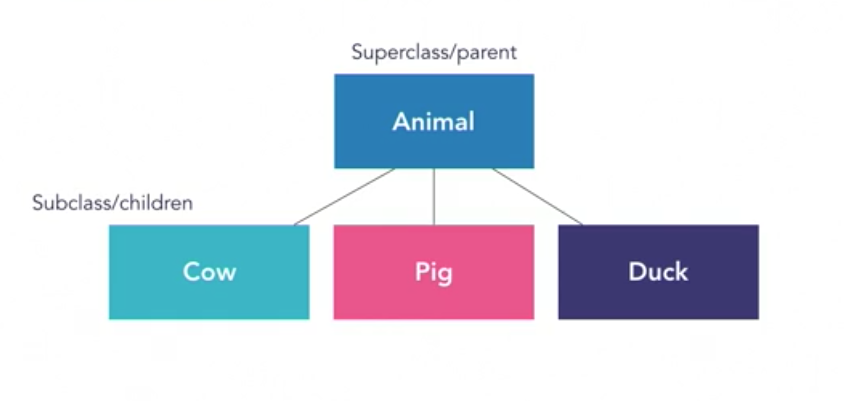 Superclass/parent
Animal
Subclass/children
Cow
Pig
Duck